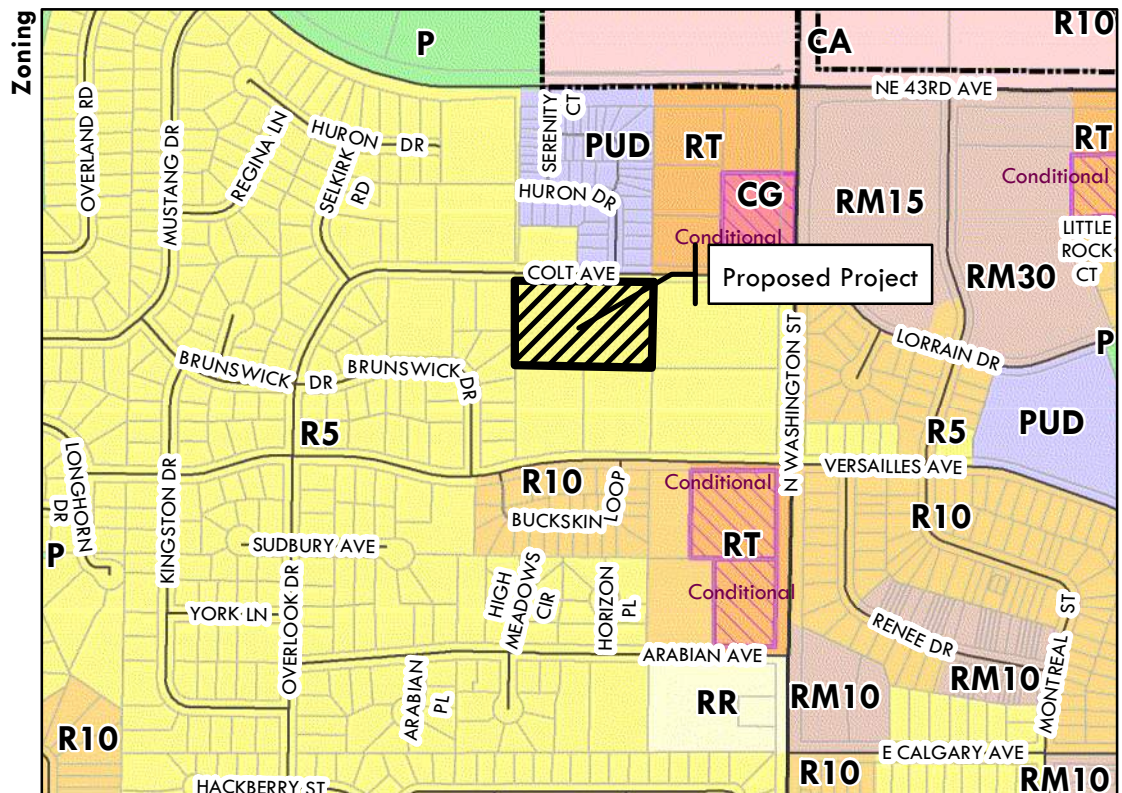 Zoning
R10
P
CA
NE 43RD AVE
OVERLAND RD
MUSTANG DR
REGINA LN
HURON DR
SELKIRK
RD
SERENITY
CT
PUD
RT
RT
Conditional
HURON DR
CG
Conditional
RM15
LITTLE
ROCK
CT
RM30
COLT AVE
Proposed Project
N WASHINGTON ST
LORRAIN DR
P
BRUNSWICK DR
BRUNSWICK DR
R5
R5
PUD
LONGHORN
DR
KINGSTON DR
VERSAILLES AVE
R10
BUCKSKIN LOOP
Conditional
R10
P
SUDBURY AVE
OVERLOOK DR
RT
HIGH
MEADOWS
CIR
HORIZON
PL
Conditional
YORK LN
RENEE DR
MONTREAL ST
ARABIAN AVE
ARABIAN
PL
RR
RM10
RM10
R10
E CALGARY AVE
HACKBERRY ST
R10
RM10